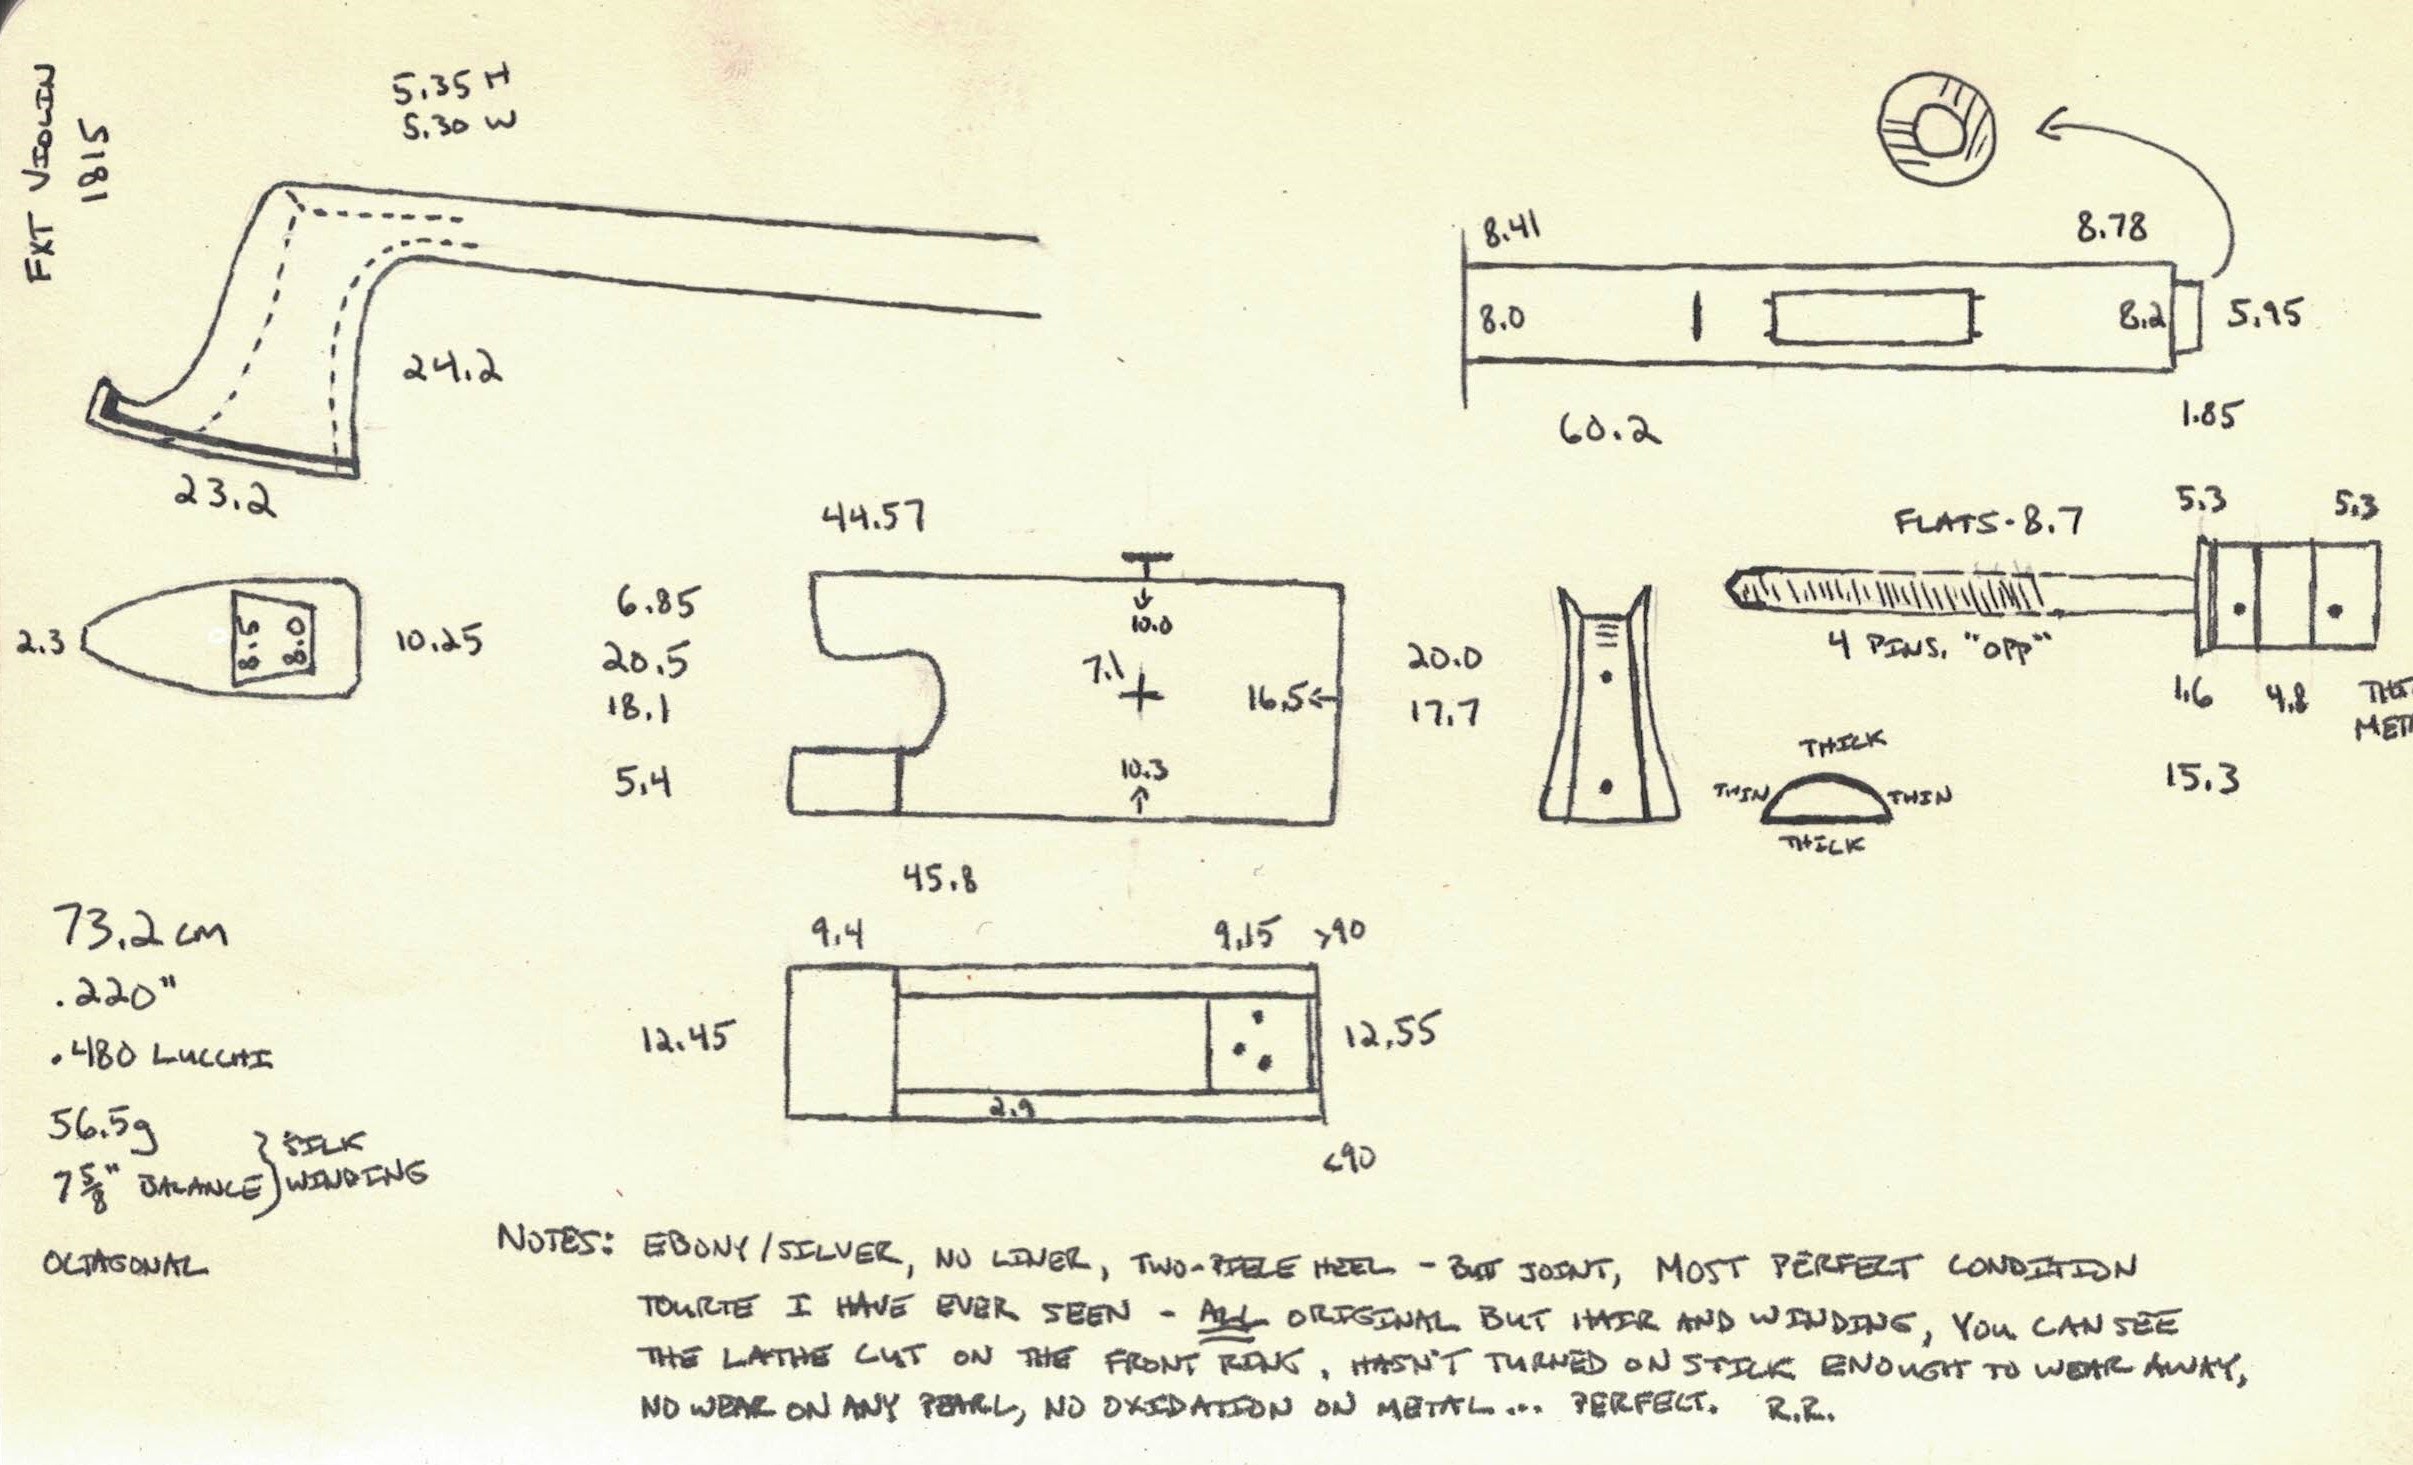 FXT VIOLIN
1815
5.35 H
5.30 W
24.2
23.2
8.41
8.78
8.0
8.2
5.95
60.2
1.85
2.3
8.5
8.0
10.25
44.57
6.85
20.5
18.1
5.4
10.0
7.1
16.5
10.3
20.0
17.7
45.8
FLATS - 8.7
4 PINS, "OPP"
5.3
5.3
1.6
4.8
15.3
THICK
THIN
THIN
THICK
9.4
9.15
>90
12.45
12.55
2.9
<90
73.2 cm
.220"
.480 LUCCHI
56.5g
7 5/8" BALANCE
} SILK
WINDING
OCTAGONAL
NOTES: EBONY/SILVER, NO LINER, TWO-PIECE HEEL - BUT JOINT, MOST PERFECT CONDITION
TOURTE I HAVE EVER SEEN - ALL ORIGINAL BUT HAIR AND WINDING, YOU CAN SEE
THE LATHE CUT ON THE FRONT RING, HASN'T TURNED ON STICK ENOUGH TO WEAR AWAY,
NO WEAR ON ANY PEARL, NO OXIDATION ON METAL... PERFECT. R.R.